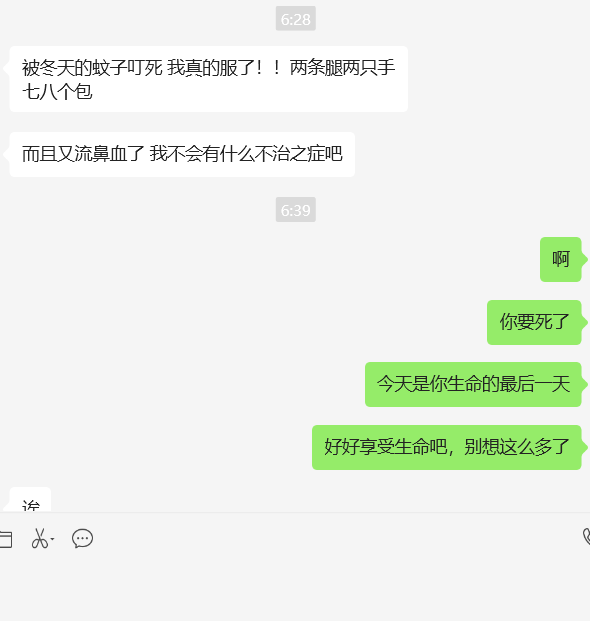 6:28
被冬天的蚊子叮死 我真的服了！！两条腿两只手
七八个包
而且又流鼻血了 我不会有什么不治之症吧
6:39
啊
你要死了
今天是你生命的最后一天
好好享受生命吧，别想这么多了
诶